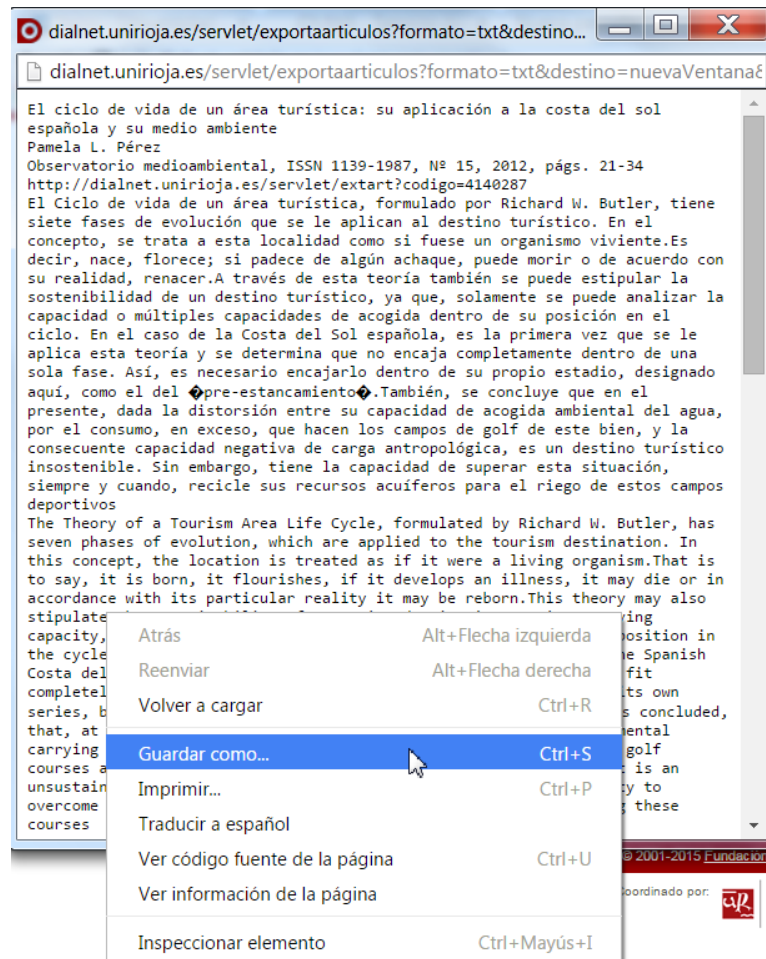 dialnet.unirioja.es/servlet/exportaarticulos?formato=txt&destino...
dialnet.unirioja.es/servlet/exportaarticulos?formato=txt&destino=nuevaVentana&
El ciclo de vida de un área turística: su aplicación a la costa del sol
española y su medio ambiente
Pamela L. Pérez
Observatorio medioambiental, ISSN 1139-1987, Nº 15, 2012, págs. 21-34
http://dialnet.unirioja.es/servlet/extart?codigo=4140287
El Ciclo de vida de un área turística, formulado por Richard W. Butler, tiene
siete fases de evolución que se le aplican al destino turístico. En el
concepto, se trata a esta localidad como si fuese un organismo viviente.Es
decir, nace, florece; si padece de algún achaque, puede morir o de acuerdo con
su realidad, renacer.A través de esta teoría también se puede estipular la
sostenibilidad de un destino turístico, ya que, solamente se puede analizar la
capacidad o múltiples capacidades de acogida dentro de su posición en el
ciclo. En el caso de la Costa del Sol española, es la primera vez que se le
aplica esta teoría y se determina que no encaja completamente dentro de una
sola fase. Así, es necesario encajarlo dentro de su propio estadio, designado
aquí, como el del �pre-estancamiento�.También, se concluye que en el
presente, dada la distorsión entre su capacidad de acogida ambiental del agua,
por el consumo, en exceso, que hacen los campos de golf de este bien, y la
consecuente capacidad negativa de carga antropológica, es un destino turístico
insostenible. Sin embargo, tiene la capacidad de superar esta situación,
siempre y cuando, recicle sus recursos acuíferos para el riego de estos campos
deportivos
The Theory of a Tourism Area Life Cycle, formulated by Richard W. Butler, has
seven phases of evolution, which are applied to the tourism destination. In
this concept, the location is treated as if it were a living organism.That is
to say, it is born, it flourishes, if it develops an illness, it may die or in
accordance with its particular reality it may be reborn.This theory may also
stipulate
capacity, position in
the cycle Spanish
Costa del fit
own
series, concluded,
that, at
carrying golf
courses is an
to
overcome these
courses
Atrás Alt+Flecha izquierda
Reenviar Alt+Flecha derecha
Volver a cargar Ctrl+R
Guardar como... Ctrl+S
Imprimir... Ctrl+P
Traducir a español
Ver código fuente de la página Ctrl+U
Ver información de la página
Inspeccionar elemento Ctrl+Mayús+I
© 2001-2015 Fundación
Coordinado por: